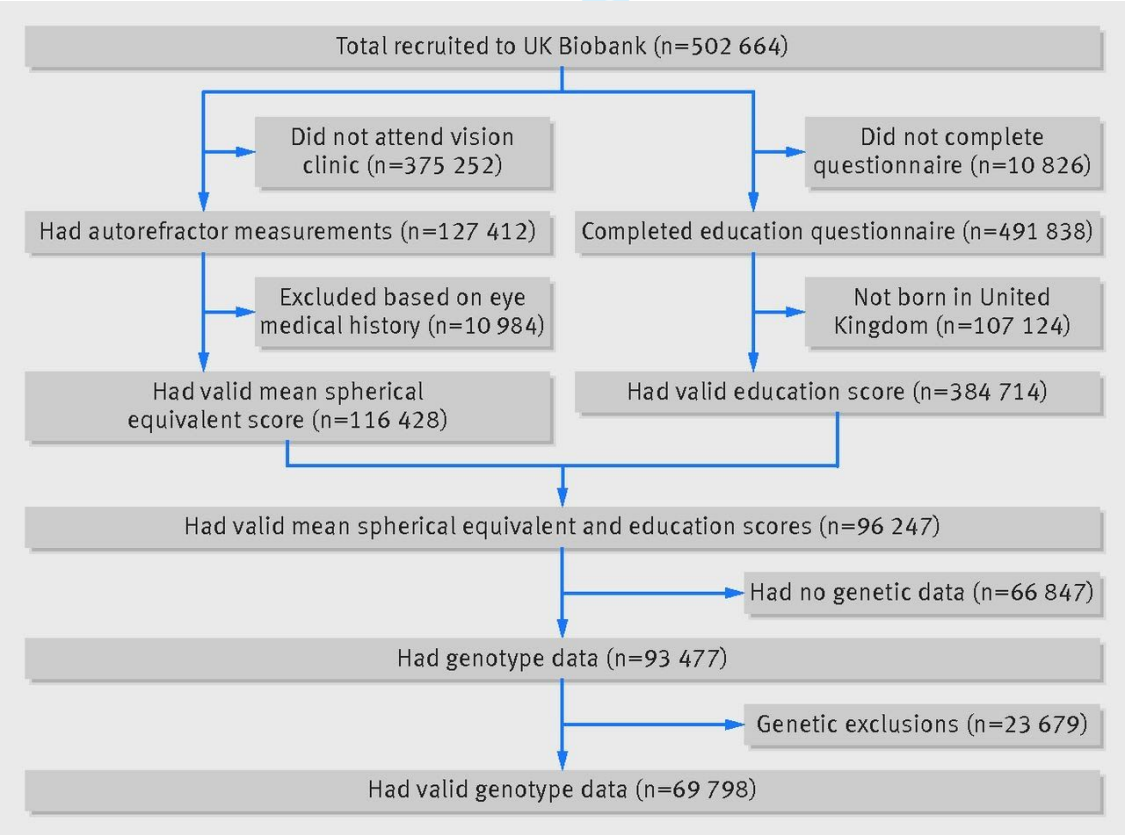 Total recruited to UK Biobank (n=502 664)
Did not attend vision
clinic (n=375 252)
Did not complete
questionnaire (n=10 826)
Had autorefractor measurements (n=127 412)
Completed education questionnaire (n=491 838)
Excluded based on eye
medical history (n=10 984)
Not born in United
Kingdom (n=107 124)
Had valid mean spherical
equivalent score (n=116 428)
Had valid education score (n=384 714)
Had valid mean spherical equivalent and education scores (n=96 247)
Had no genetic data (n=66 847)
Had genotype data (n=93 477)
Genetic exclusions (n=23 679)
Had valid genotype data (n=69 798)